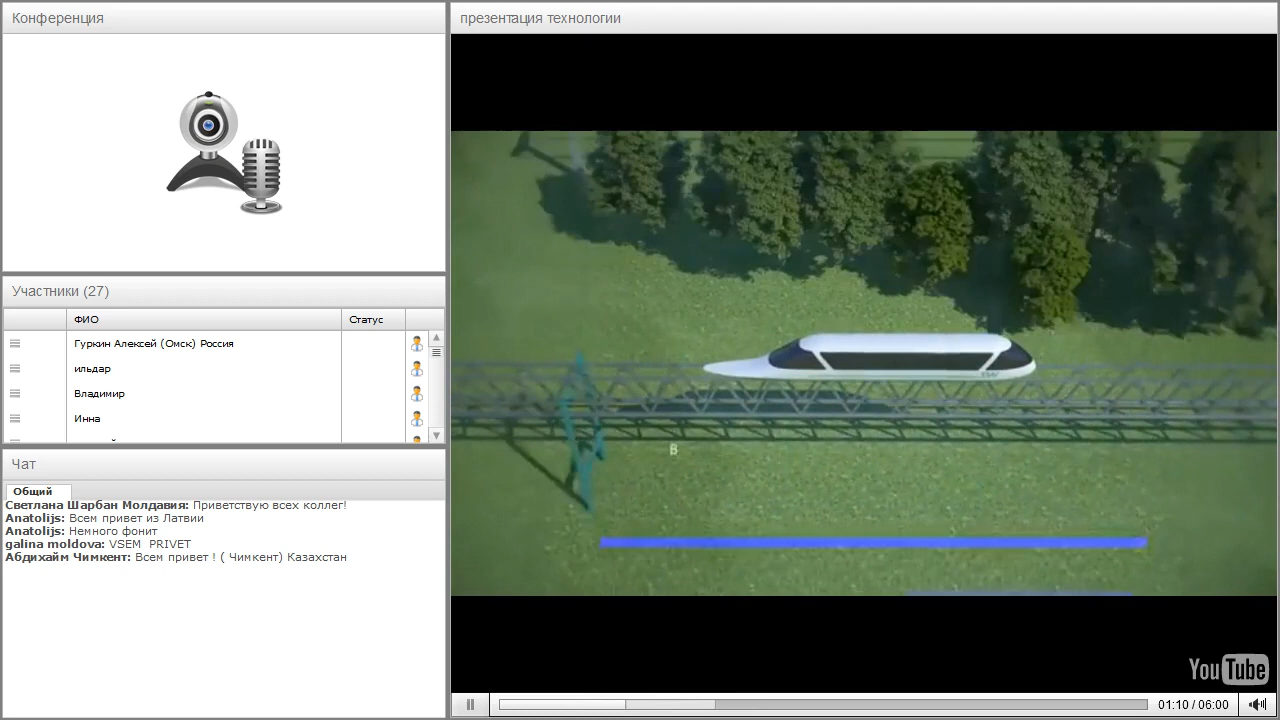 Конференция
презентация технологии
Участники (27)
ФИО
Статус
Гуркин Алексей (Омск) Россия
ильдар
Владимир
Инна
Чат
Общий
Светлана Шарбан Молдавия: Приветствую всех коллег!
Anatolijs: Всем привет из Латвии
Anatolijs: Немного фонит
galina moldova: VSEM PRIVET
Абдихайм Чимкент: Всем привет ! ( Чимкент) Казахстан
В
YouTube
01:10 / 06:00